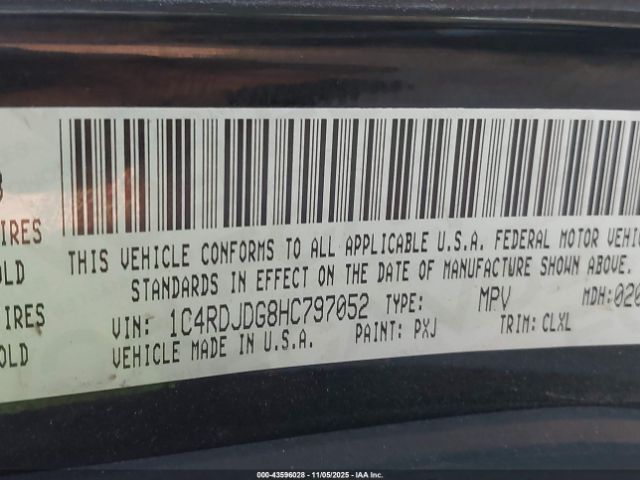 THIS VEHICLE CONFORMS TO ALL APPLICABLE U.S.A. FEDERAL MOTOR VEHIC
STANDARDS IN EFFECT ON THE DATE OF MANUFACTURE SHOWN ABOVE.
VIN: 1C4RDJDG8HC797052 TYPE: MPV MDH:020
VEHICLE MADE IN U.S.A. PAINT: PXJ TRIM: CLXL
IRES
OLD
IRES
OLD
000-43596028 - 11/05/2025 - IAA Inc.